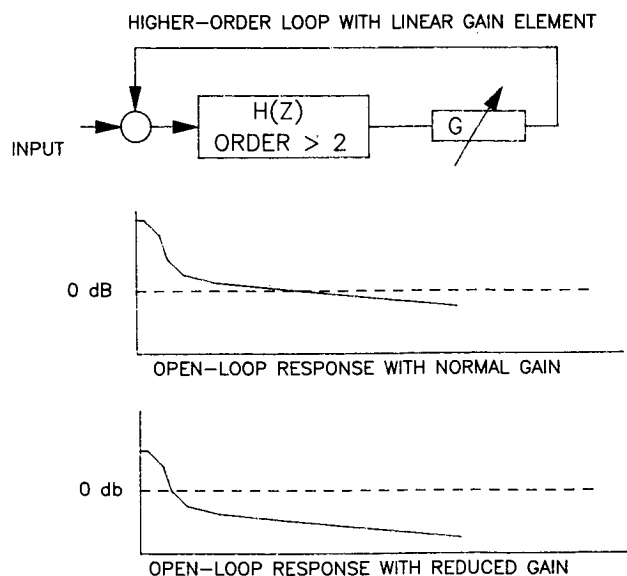 HIGHER-ORDER LOOP WITH LINEAR GAIN ELEMENT
H(Z)
ORDER > 2
G
INPUT
0 dB
OPEN-LOOP RESPONSE WITH NORMAL GAIN
0 db
OPEN-LOOP RESPONSE WITH REDUCED GAIN